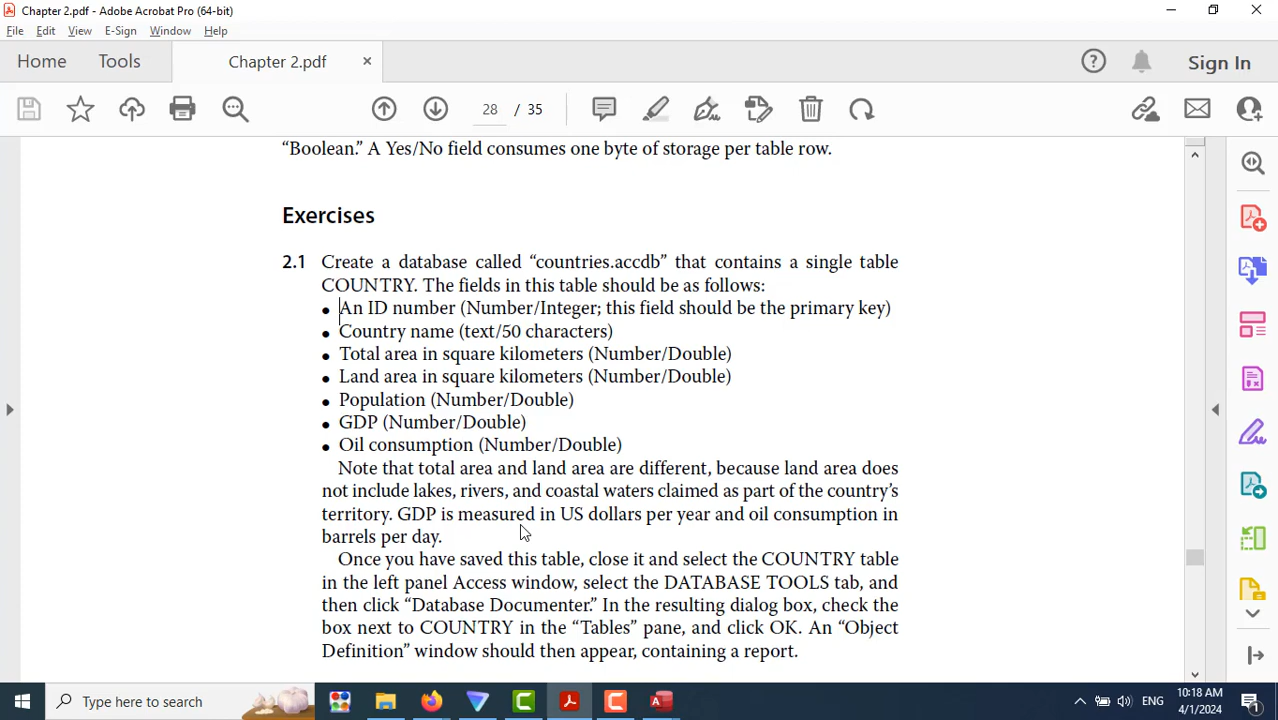 Chapter 2.pdf - Adobe Acrobat Pro (64-bit)
File Edit View E-Sign Window Help
Home Tools Chapter 2.pdf × Sign In
28 / 35
“Boolean.” A Yes/No field consumes one byte of storage per table row.
Exercises
2.1 Create a database called “countries.accdb” that contains a single table
COUNTRY. The fields in this table should be as follows:
• An ID number (Number/Integer; this field should be the primary key)
• Country name (text/50 characters)
• Total area in square kilometers (Number/Double)
• Land area in square kilometers (Number/Double)
• Population (Number/Double)
• GDP (Number/Double)
• Oil consumption (Number/Double)
Note that total area and land area are different, because land area does
not include lakes, rivers, and coastal waters claimed as part of the country’s
territory. GDP is measured in US dollars per year and oil consumption in
barrels per day.
Once you have saved this table, close it and select the COUNTRY table
in the left panel Access window, select the DATABASE TOOLS tab, and
then click “Database Documenter.” In the resulting dialog box, check the
box next to COUNTRY in the “Tables” pane, and click OK. An “Object
Definition” window should then appear, containing a report.
Type here to search
ENG
10:18 AM
4/1/2024